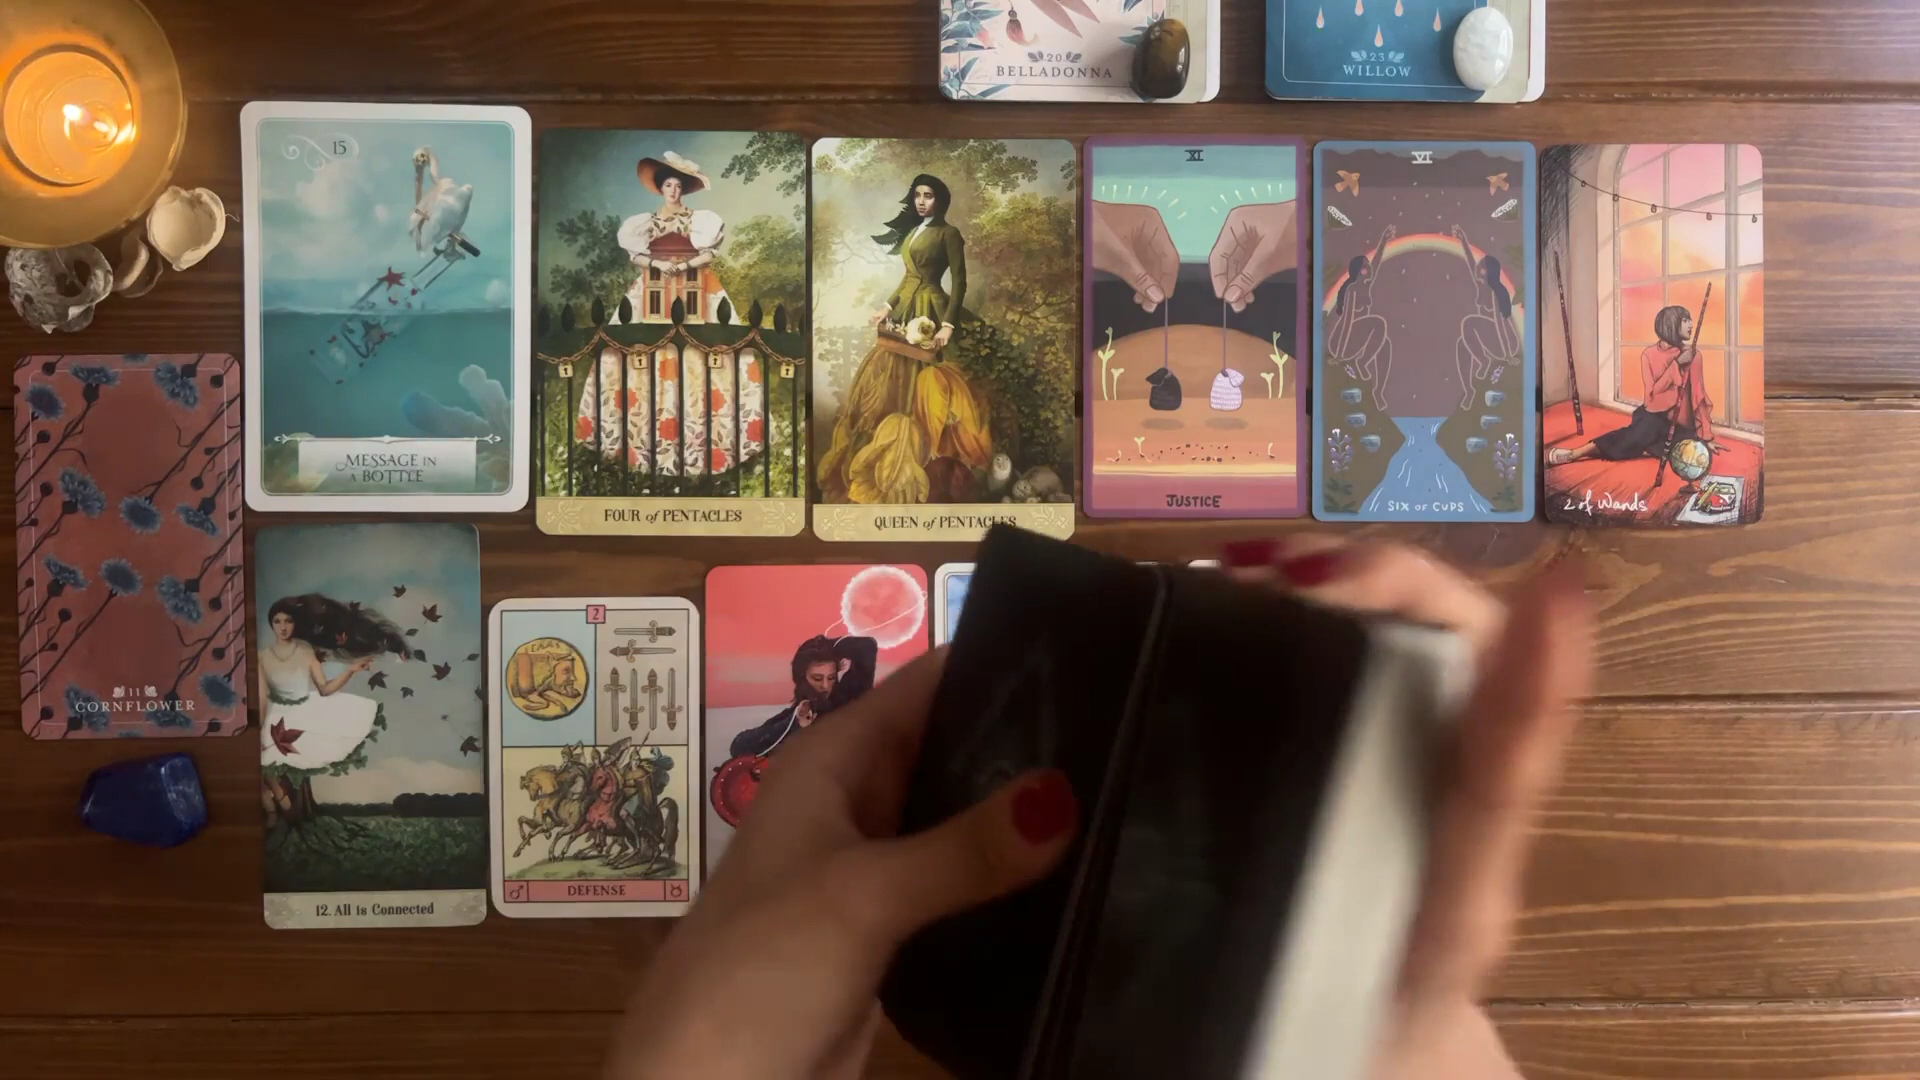 20
BELLADONNA
23
WILLOW
15
MESSAGE IN
A BOTTLE
FOUR of PENTACLES
QUEEN of PENTACLES
XI
JUSTICE
VI
SIX OF CUPS
2 of Wands
11
CORNFLOWER
12. All is Connected
2
DEFENSE